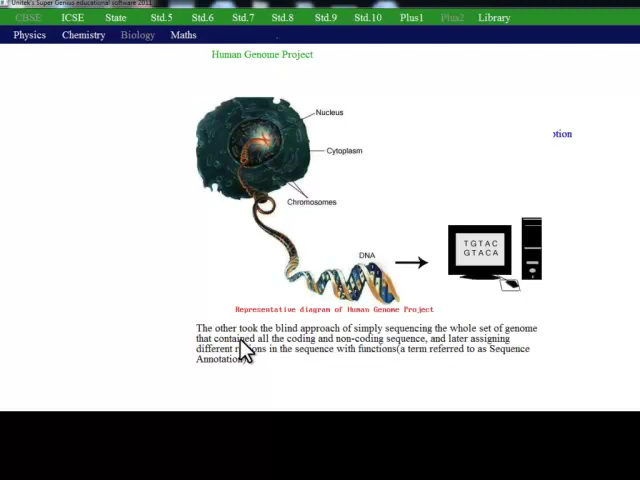 Unitek's Super Genius educational software 2011
CBSE ICSE State Std.5 Std.6 Std.7 Std.8 Std.9 Std.10 Plus1 Plus2 Library
Physics Chemistry Biology Maths
Human Genome Project
Nucleus
ption
Cytoplasm
Chromosomes
TGTAC
GTACA
DNA
Representative diagram of Human Genome Project
The other took the blind approach of simply sequencing the whole set of genome
that contained all the coding and non-coding sequence, and later assigning
different in the sequence with functions(a term referred to as Sequence
Annotation)